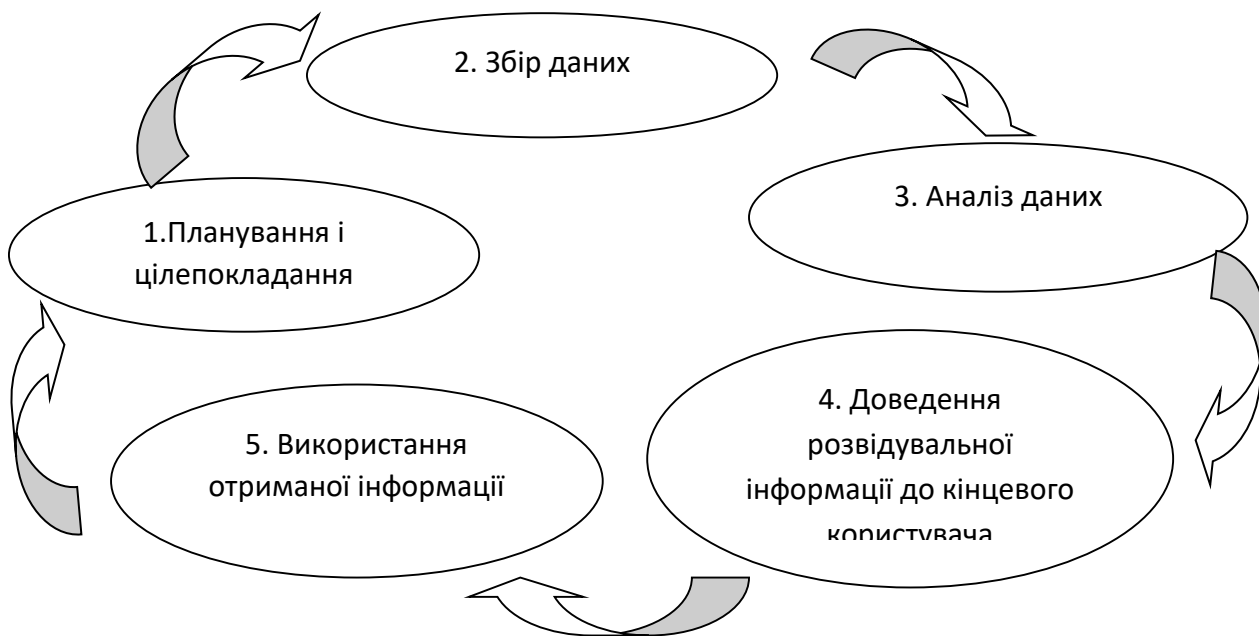 2. Збір даних
3. Аналіз даних
1.Планування і
цілепокладання
4. Доведення
розвідувальної
інформації до кінцевого
користувача
5. Використання
отриманої інформації